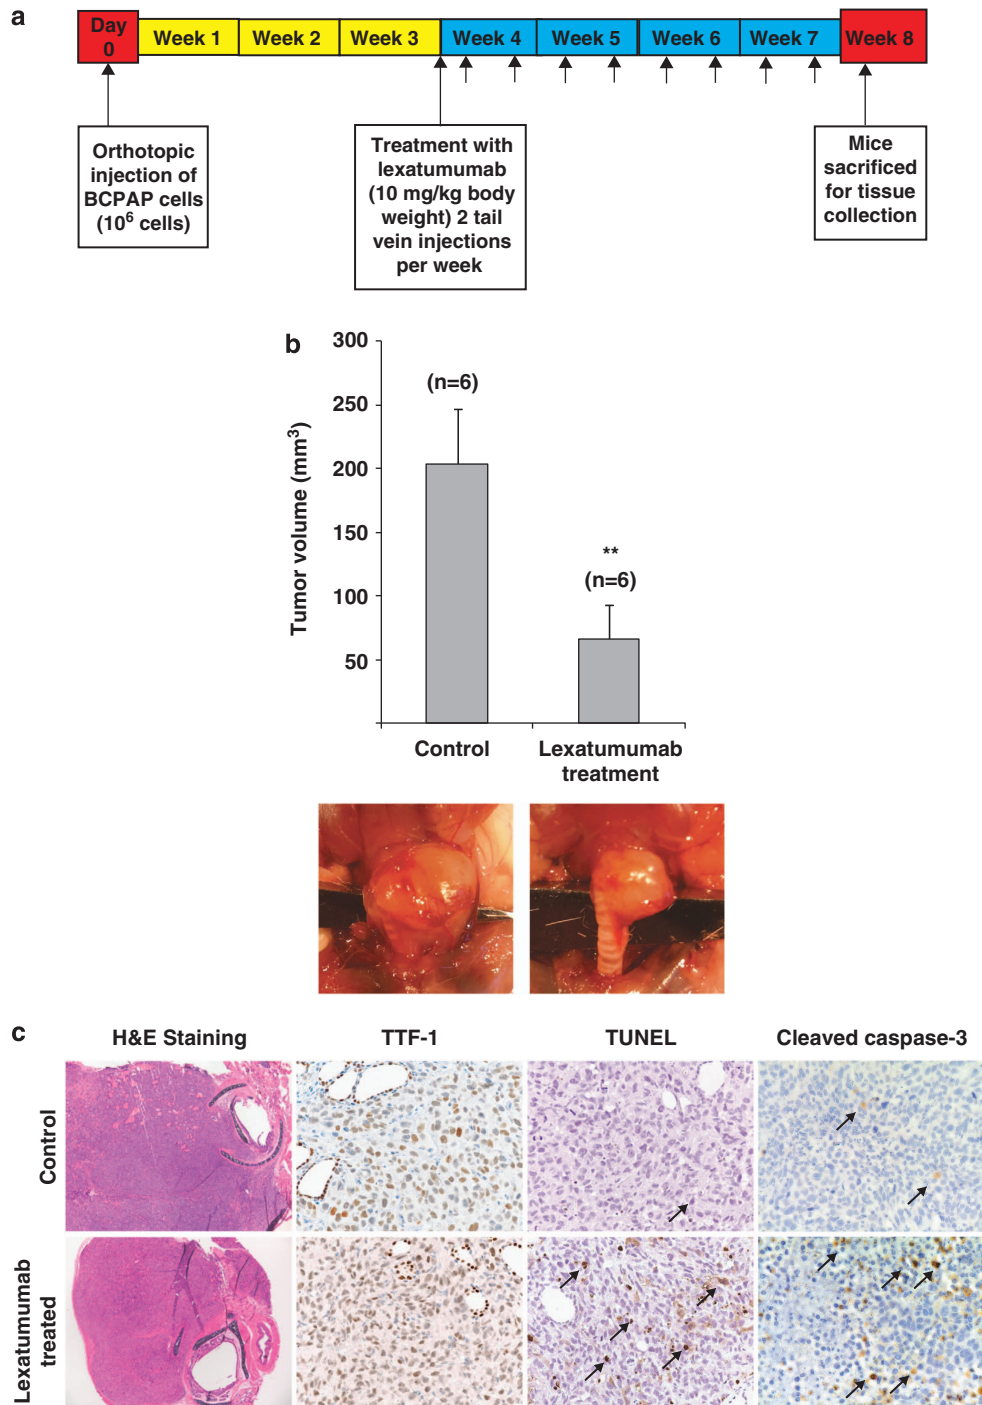 a
Day 0
Week 1
Week 2
Week 3
Week 4
Week 5
Week 6
Week 7
Week 8
Orthotopic
injection of
BCPAP cells
(10⁶ cells)
Treatment with
lexatumumab
(10 mg/kg body
weight) 2 tail
vein injections
per week
Mice
sacrificed
for tissue
collection
b
Tumor volume (mm³)
300
250
200
150
100
50
(n=6)
**
(n=6)
Control
Lexatumumab
treatment
c
H&E Staining
TTF-1
TUNEL
Cleaved caspase-3
Control
Lexatumumab
treated